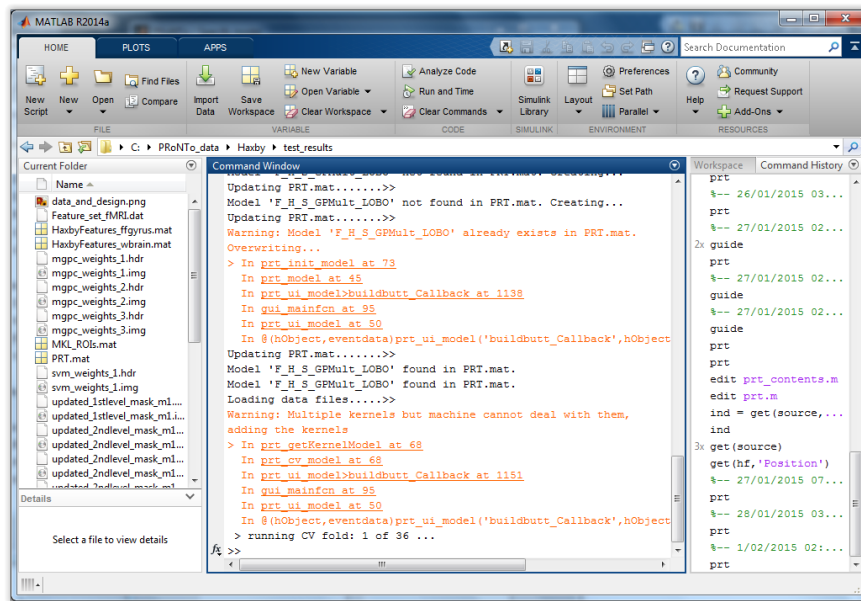 MATLAB R2014a
HOME PLOTS APPS
Search Documentation
New Script
New
Open
Find Files
Compare
Import Data
Save Workspace
New Variable
Open Variable
Clear Workspace
Analyze Code
Run and Time
Clear Commands
Simulink Library
Layout
Preferences
Set Path
Parallel
Help
Community
Request Support
Add-Ons
FILE VARIABLE CODE SIMULINK ENVIRONMENT RESOURCES
C: PRoNTo_data Haxby test_results
Current Folder
Name
data_and_design.png
Feature_set_fMRI.dat
HaxbyFeatures_ffgyrus.mat
HaxbyFeatures_wbrain.mat
mgpc_weights_1.hdr
mgpc_weights_1.img
mgpc_weights_2.hdr
mgpc_weights_2.img
mgpc_weights_3.hdr
mgpc_weights_3.img
MKL_ROIs.mat
PRT.mat
svm_weights_1.hdr
svm_weights_1.img
updated_1stlevel_mask_m1....
updated_1stlevel_mask_m1.i...
updated_2ndlevel_mask_m1...
updated_2ndlevel_mask_m1...
updated_2ndlevel_mask_m1...
Details
Select a file to view details
Command Window
Updating PRT.mat.......>>
Model 'F_H_S_GPMult_LOBO' not found in PRT.mat. Creating...
Updating PRT.mat.......>>
Warning: Model 'F_H_S_GPMult_LOBO' already exists in PRT.mat.
Overwriting...
> In prt_init_model at 73
In prt_model at 45
In prt_ui_model>buildbutt_Callback at 1138
In gui_mainfcn at 95
In prt_ui_model at 50
In @(hObject,eventdata)prt_ui_model('buildbutt_Callback',hObject
Updating PRT.mat.......>>
Model 'F_H_S_GPMult_LOBO' found in PRT.mat.
Model 'F_H_S_GPMult_LOBO' found in PRT.mat.
Loading data files.....>>
Warning: Multiple kernels but machine cannot deal with them,
adding the kernels
> In prt_getKernelModel at 68
In prt_cv_model at 68
In prt_ui_model>buildbutt_Callback at 1151
In gui_mainfcn at 95
In prt_ui_model at 50
In @(hObject,eventdata)prt_ui_model('buildbutt_Callback',hObject
> running CV fold: 1 of 36 ...
fx >>
Workspace Command History
prt
%-- 26/01/2015 03...
prt
%-- 27/01/2015 02...
2x guide
prt
%-- 27/01/2015 02...
guide
%-- 27/01/2015 02...
guide
prt
prt
edit prt_contents.m
edit prt.m
ind = get(source,...
ind
3x get(source)
get(hf,'Position')
%-- 27/01/2015 07...
prt
%-- 28/01/2015 03...
prt
%-- 1/02/2015 02:...
prt